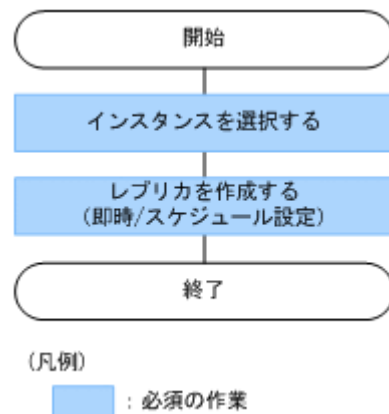 開始
インスタンスを選択する
レプリカを作成する
(即時/スケジュール設定)
終了
(凡例)
: 必須の作業